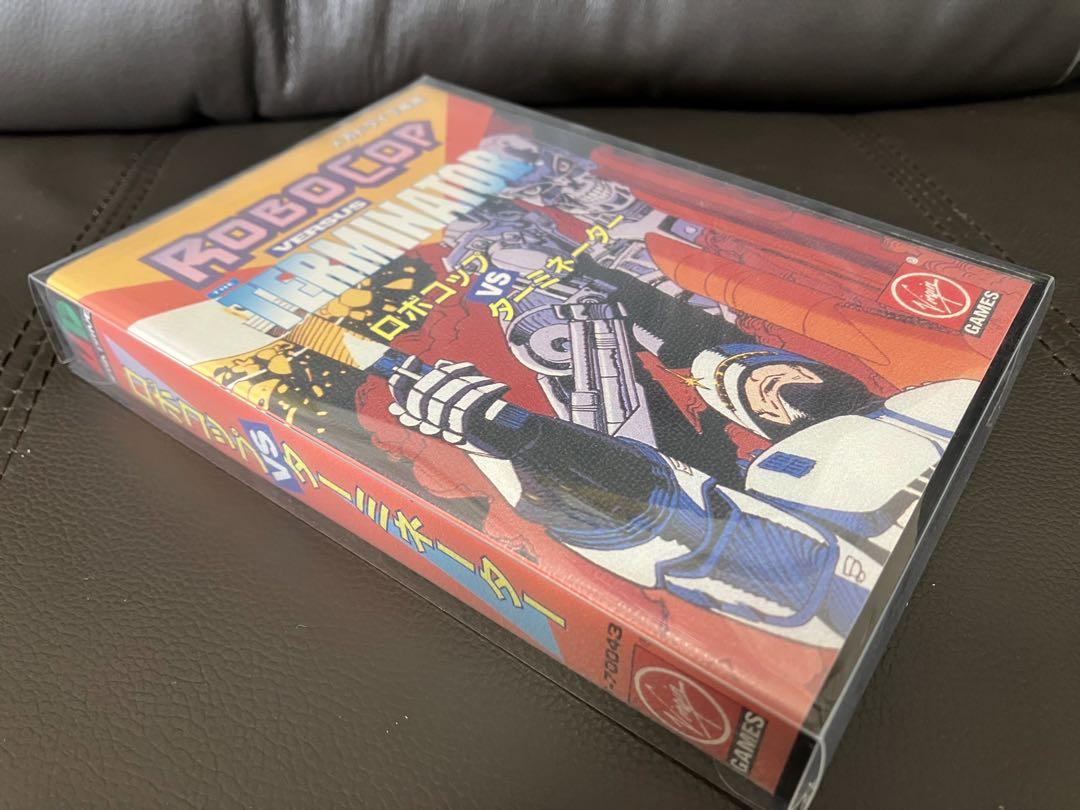 ROBOCOP
VERSUS
THE
TERMINATOR
ロボコップ
VS
ターミネーター
Virgin
®
GAMES
ロボコップ
VS
ターミネーター
-70043
Virgin
GAMES